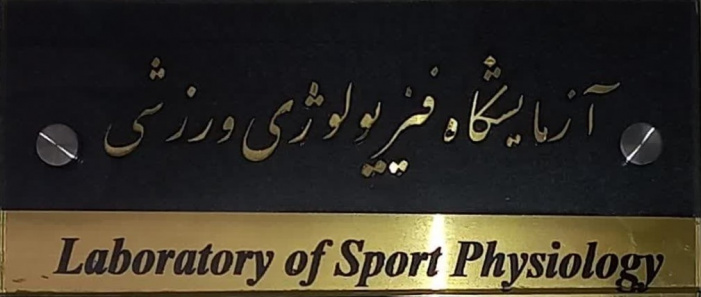 آزمایشگاه فیزیولوژی ورزشی
Laboratory of Sport Physiology